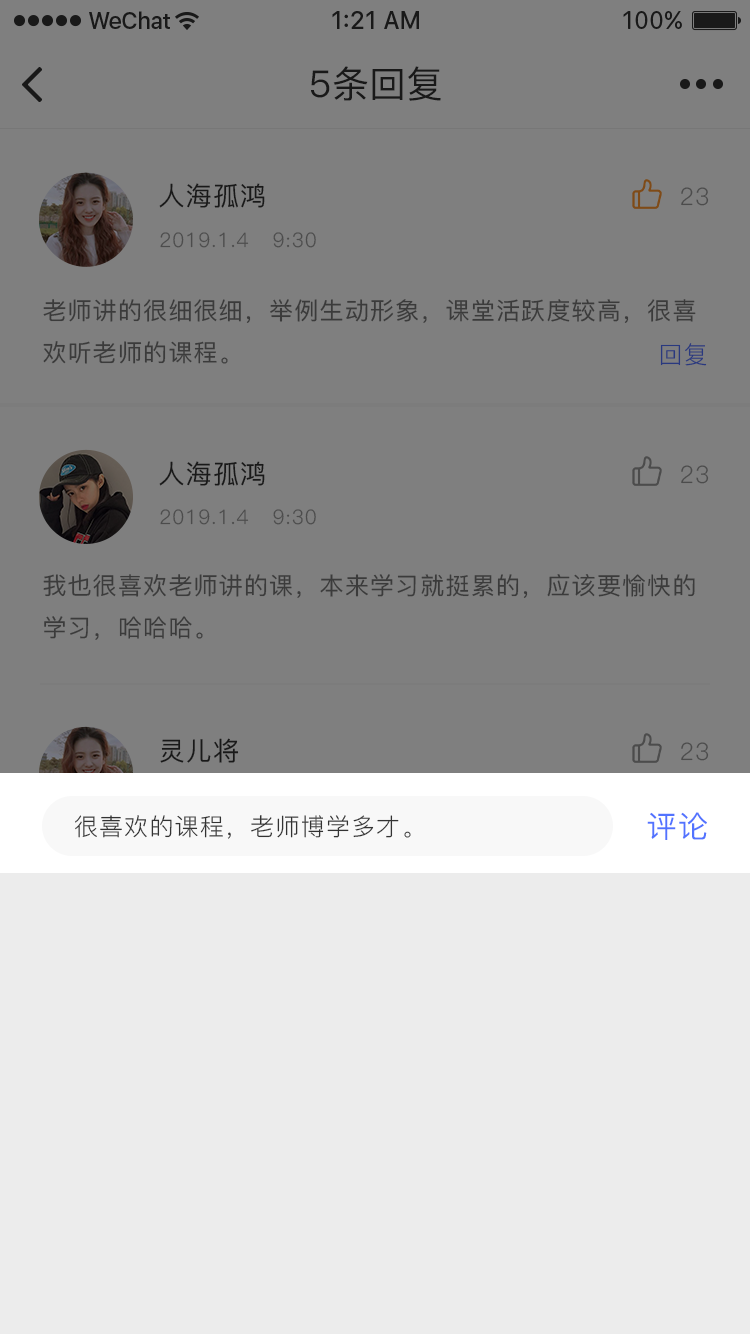 WeChat 1:21 AM 100%
5条回复
人海孤鸿 23
2019.1.4 9:30
老师讲的很细很细，举例生动形象，课堂活跃度较高，很喜
欢听老师的课程。
回复
人海孤鸿 23
2019.1.4 9:30
我也很喜欢老师讲的课，本来学习就挺累的，应该要愉快的
学习，哈哈哈。
灵儿将 23
很喜欢的课程，老师博学多才。 评论